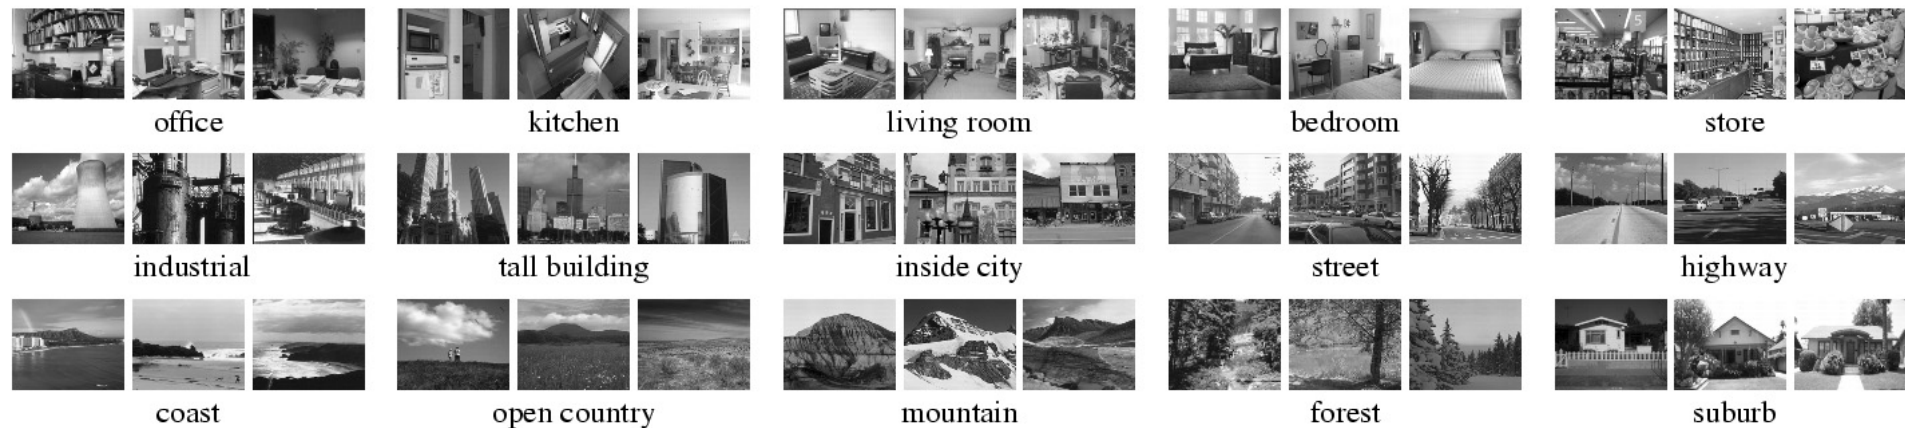 office
kitchen
living room
bedroom
store
industrial
tall building
inside city
street
highway
coast
open country
mountain
forest
suburb